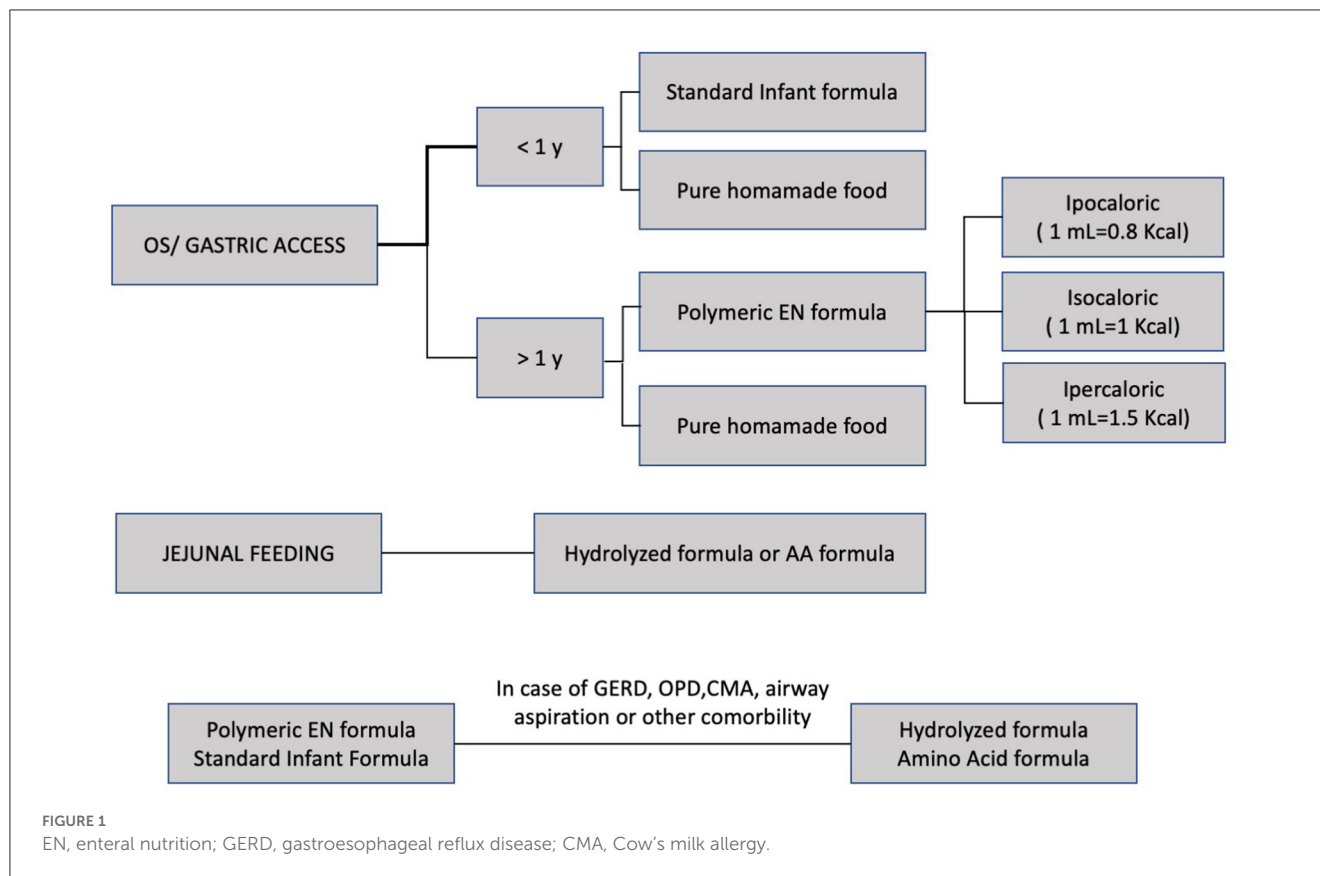 Standard Infant formula
< 1 y
Pure homamade food
OS/ GASTRIC ACCESS
Ipocaloric
( 1 mL=0.8 Kcal)
Polymeric EN formula
Isocaloric
( 1 mL=1 Kcal)
> 1 y
Pure homamade food
Ipercaloric
( 1 mL=1.5 Kcal)
JEJUNAL FEEDING
Hydrolyzed formula or AA formula
In case of GERD, OPD,CMA, airway
aspiration or other comorbility
Polymeric EN formula
Standard Infant Formula
Hydrolyzed formula
Amino Acid formula
FIGURE 1
EN, enteral nutrition; GERD, gastroesophageal reflux disease; CMA, Cow's milk allergy.